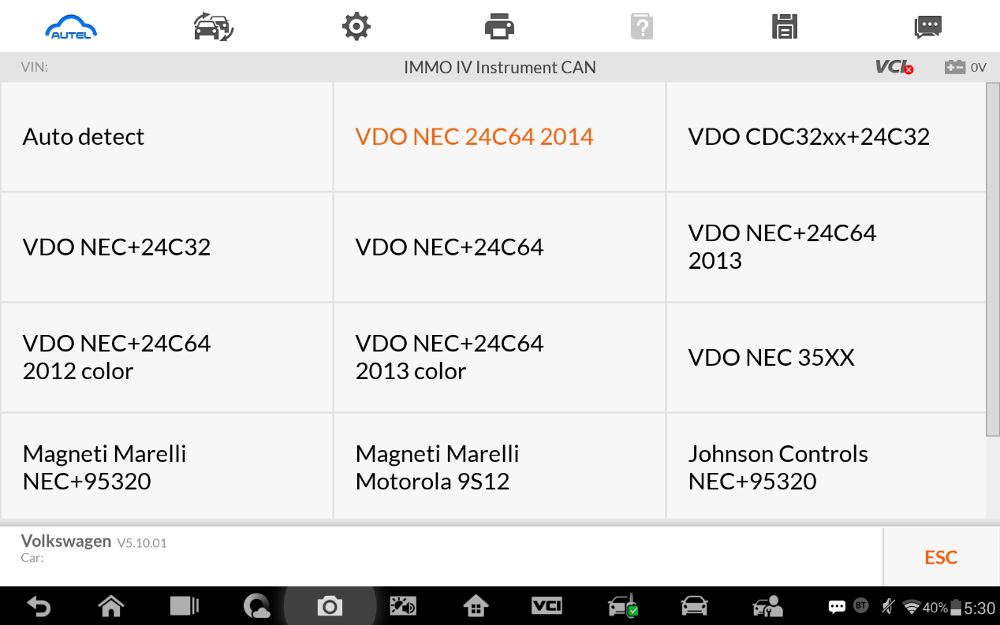 AUTEL
VIN:
IMMO IV Instrument CAN
VCI
0V
Auto detect
VDO NEC 24C64 2014
VDO CDC32xx+24C32
VDO NEC+24C32
VDO NEC+24C64
VDO NEC+24C64
2013
VDO NEC+24C64
2012 color
VDO NEC+24C64
2013 color
VDO NEC 35XX
Magneti Marelli
NEC+95320
Magneti Marelli
Motorola 9S12
Johnson Controls
NEC+95320
Volkswagen V5.10.01
Car:
ESC
VCI
BT
40%
5:30